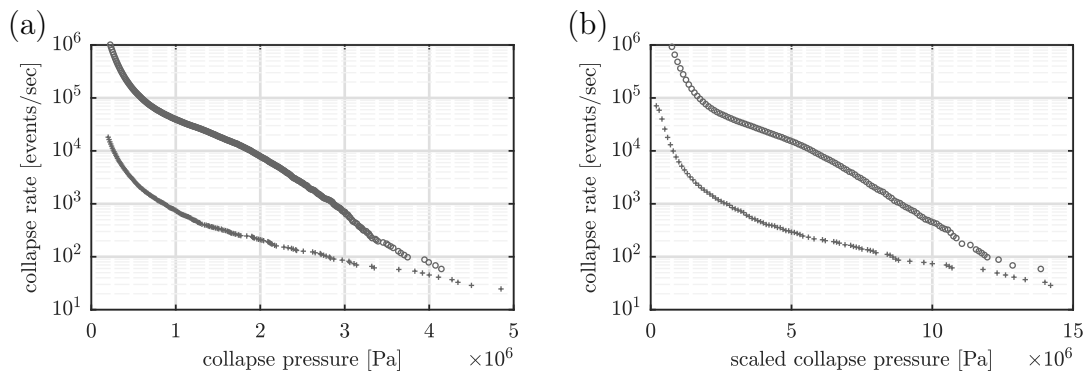 (a)
10^6
10^5
10^4
10^3
10^2
10^1
collapse rate [events/sec]
0 1 2 3 4 5
collapse pressure [Pa] ×10^6
(b)
10^6
10^5
10^4
10^3
10^2
10^1
collapse rate [events/sec]
0 5 10 15
scaled collapse pressure [Pa] ×10^6